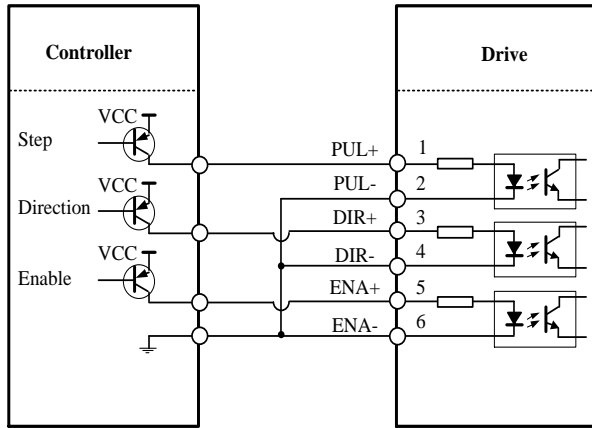 Controller
Drive
VCC
Step
PUL+ 1
PUL- 2
VCC
Direction
DIR+ 3
DIR- 4
VCC
Enable
ENA+ 5
ENA- 6